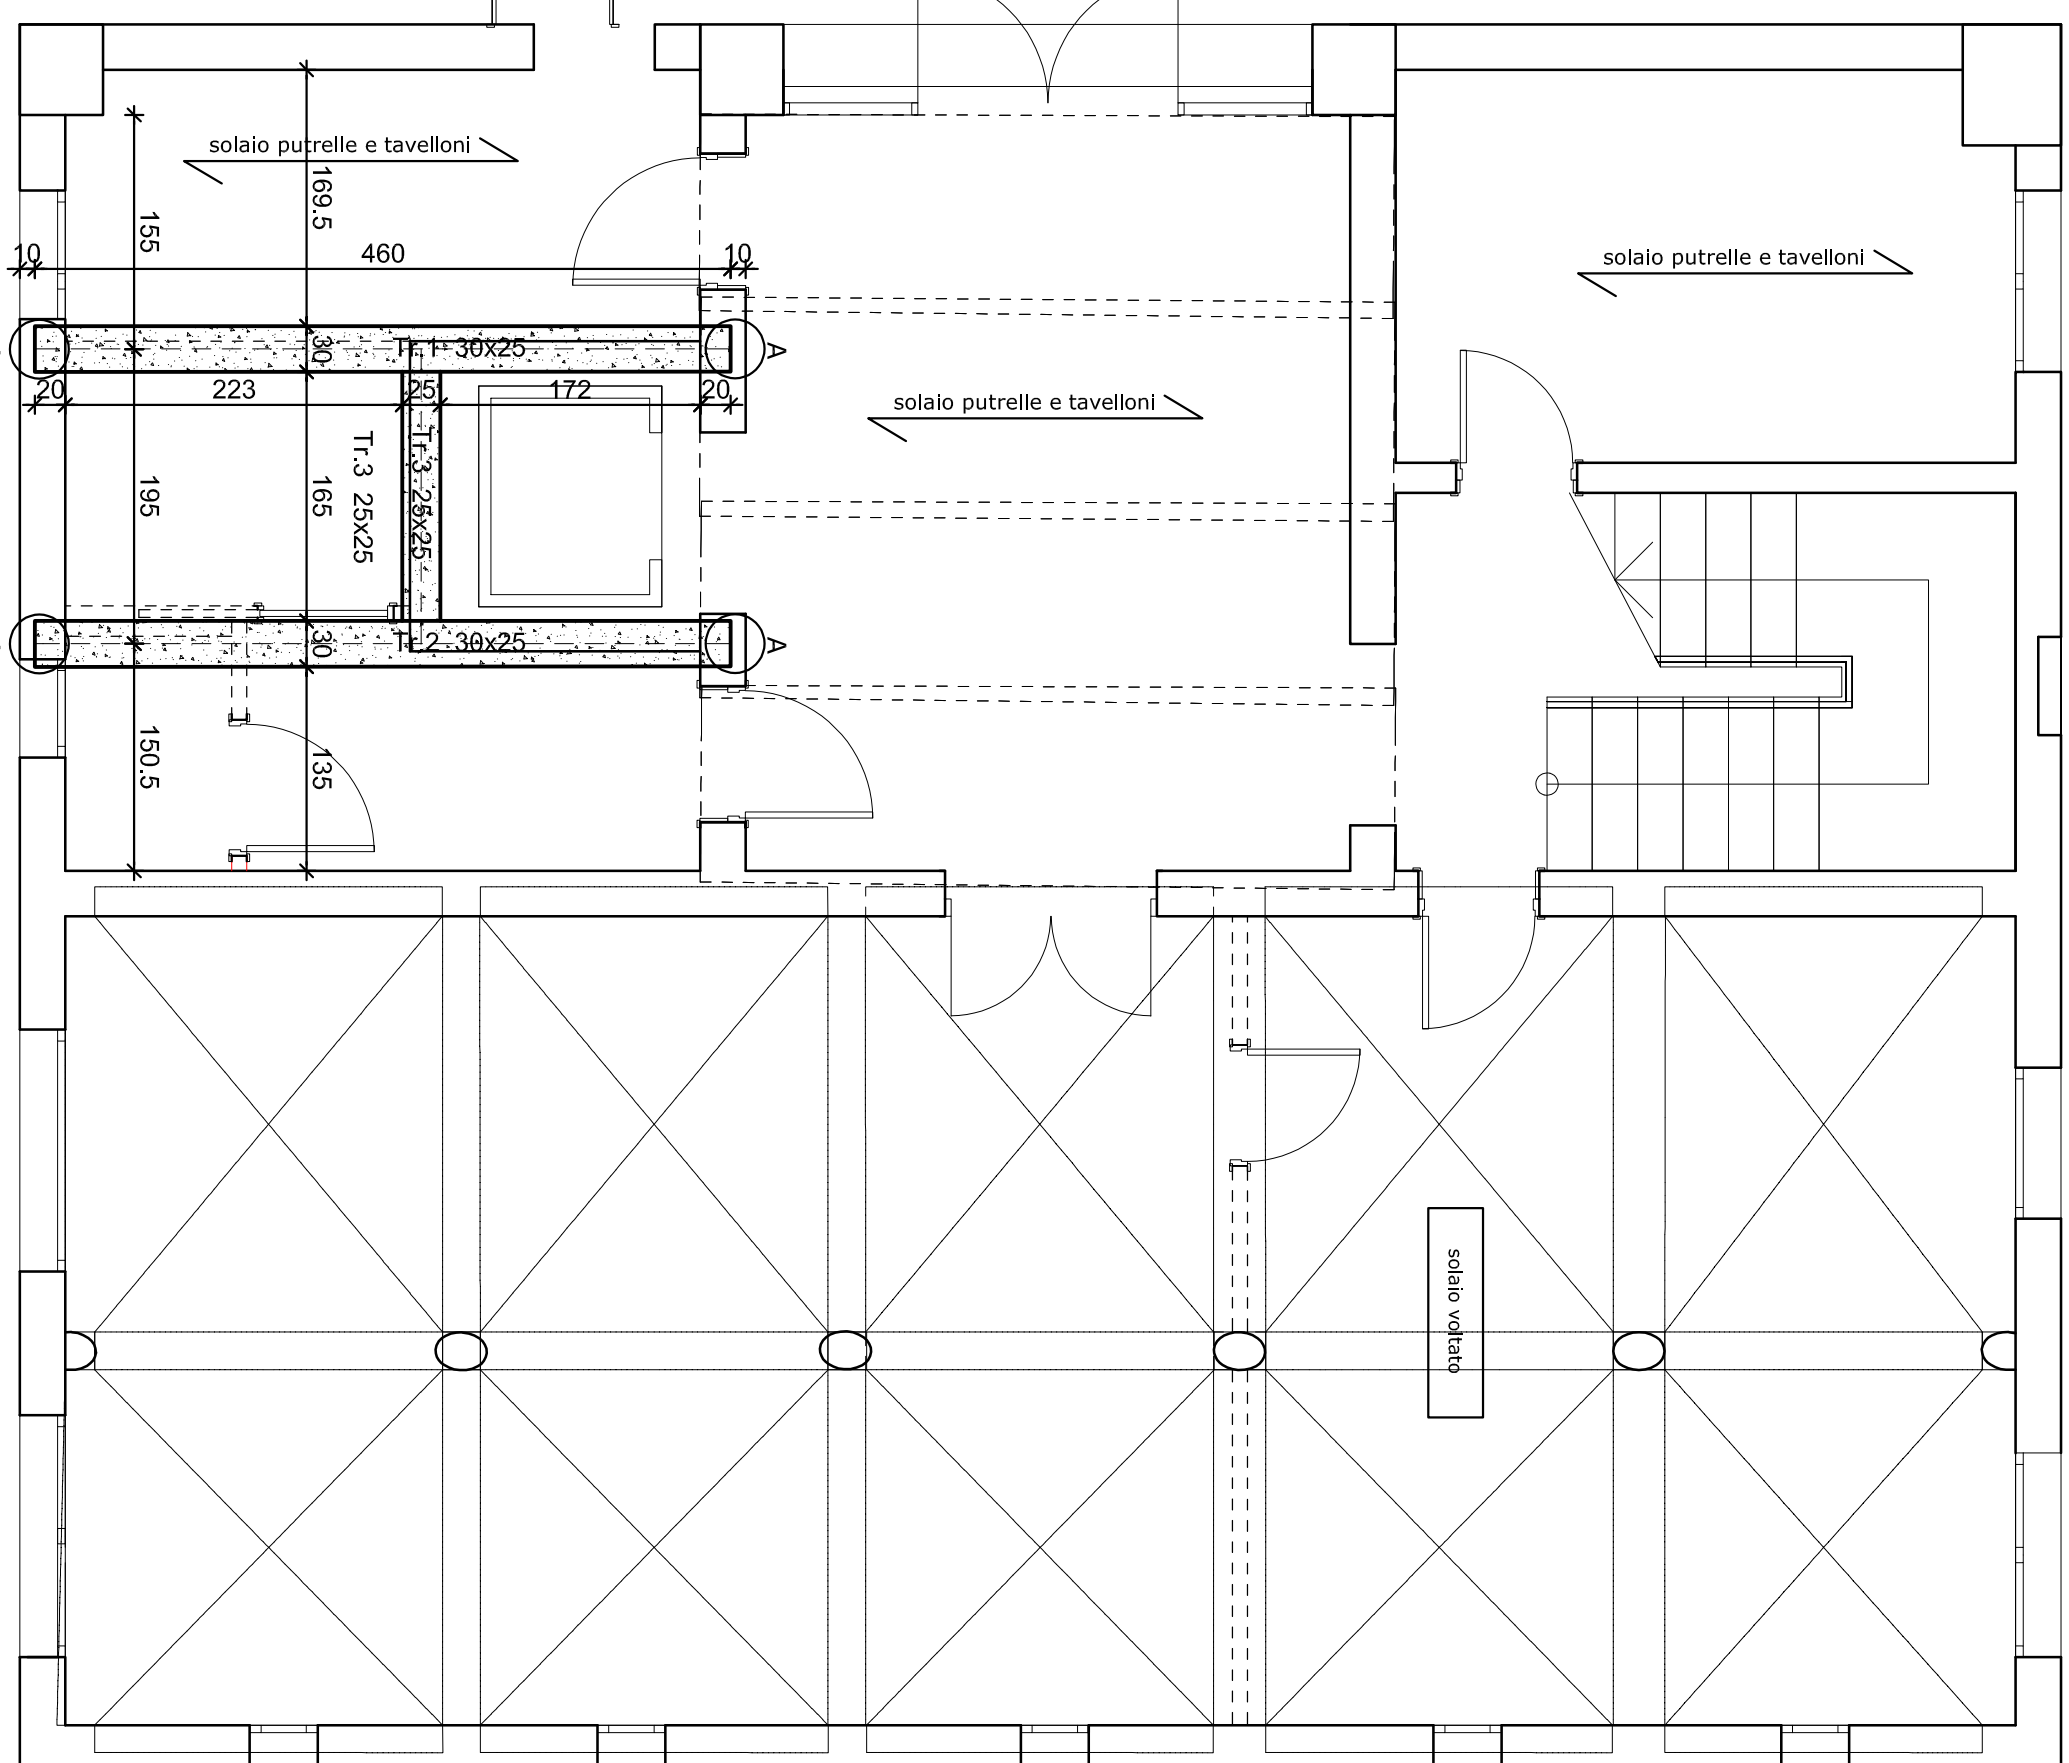 solaio putrelle e tavelloni
169.5
155
10
460
10
solaio putrelle e tavelloni
30
Tr.1 30x25
A
20
223
25
172
20
solaio putrelle e tavelloni
195
165
Tr.3 25x25
Tr.3 25x25
30
Tr.2 30x25
A
150.5
135
solaio voltato